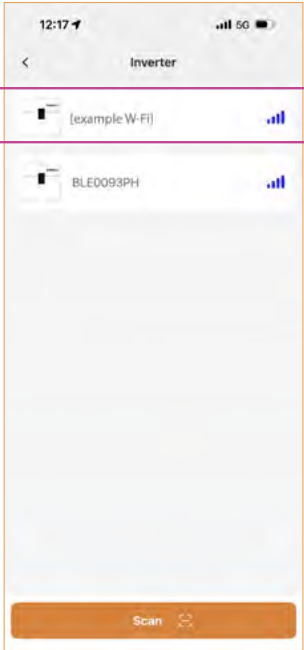 12:17
5G
Inverter
[example W-Fi]
BLE0093PH
Scan